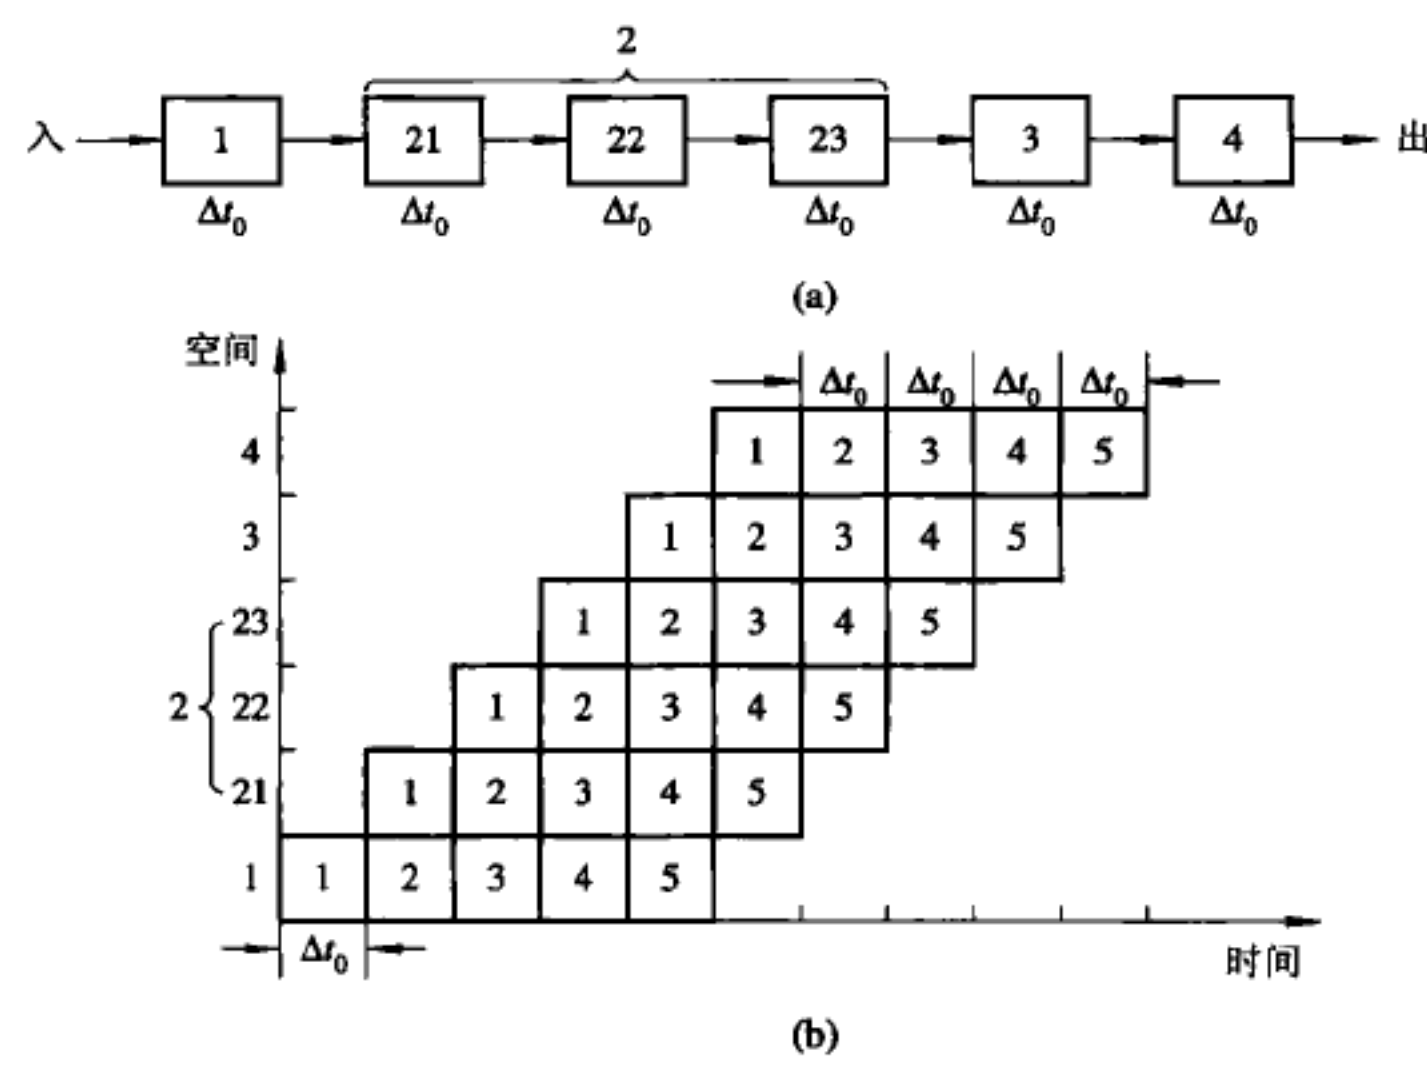 2
入 1 21 22 23 3 4 出
Δt₀ Δt₀ Δt₀ Δt₀ Δt₀ Δt₀
(a)
空间
Δt₀ Δt₀ Δt₀ Δt₀
4 1 2 3 4 5
3 1 2 3 4 5
23 1 2 3 4 5
2 22 1 2 3 4 5
21 1 2 3 4 5
1 1 2 3 4 5
Δt₀ 时间
(b)